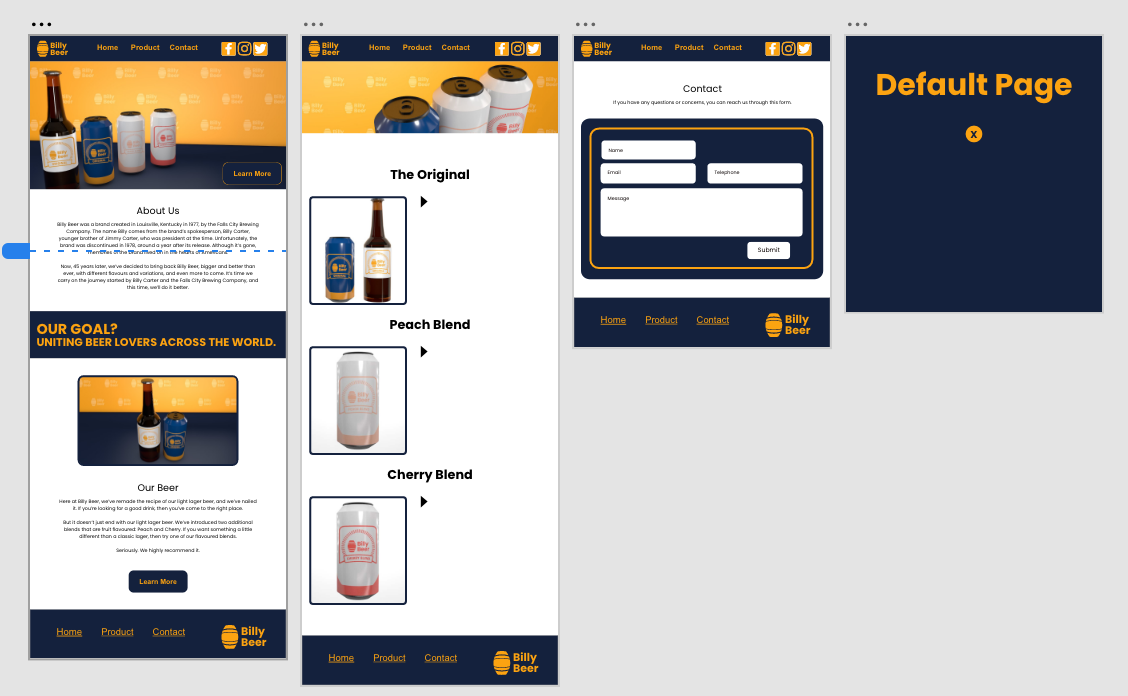 Billy
Beer
Home
Product
Contact
Learn More
About Us
Billy Beer was a brand created in Louisville, Kentucky in 1977, by the Falls City Brewing
Company. The name Billy comes from the brand's spokesperson, Billy Carter,
younger brother of Jimmy Carter, who was president at the time. Unfortunately, the
brand was discontinued in 1978, around a year after its release. Although it's gone,
memories of the brand lived on in the hearts of Americans.
Now, 45 years later, we've decided to bring back Billy Beer, bigger and better than
ever, with different flavours and variations, and even more to come. It's time we
carry on the journey started by Billy Carter and the Falls City Brewing Company, and
this time, we'll do it better.
OUR GOAL?
UNITING BEER LOVERS ACROSS THE WORLD.
Our Beer
Here at Billy Beer, we've remade the recipe of our light lager beer, and we've nailed
it. If you're looking for a good drink, then you've come to the right place.
But it doesn't just end with our light lager beer. We've introduced two additional
blends that are fruit flavoured: Peach and Cherry. If you want something a little
different than a classic lager, then try one of our flavoured blends.
Seriously. We highly recommend it.
Learn More
Home
Product
Contact
Billy
Beer
Billy
Beer
Home
Product
Contact
The Original
Peach Blend
Cherry Blend
Billy
Beer
Home
Product
Contact
Billy
Beer
Billy
Beer
Home
Product
Contact
Contact
If you have any questions or concerns, you can reach us through this form.
Name
Email
Telephone
Message
Submit
Home
Product
Contact
Billy
Beer
Default Page
X